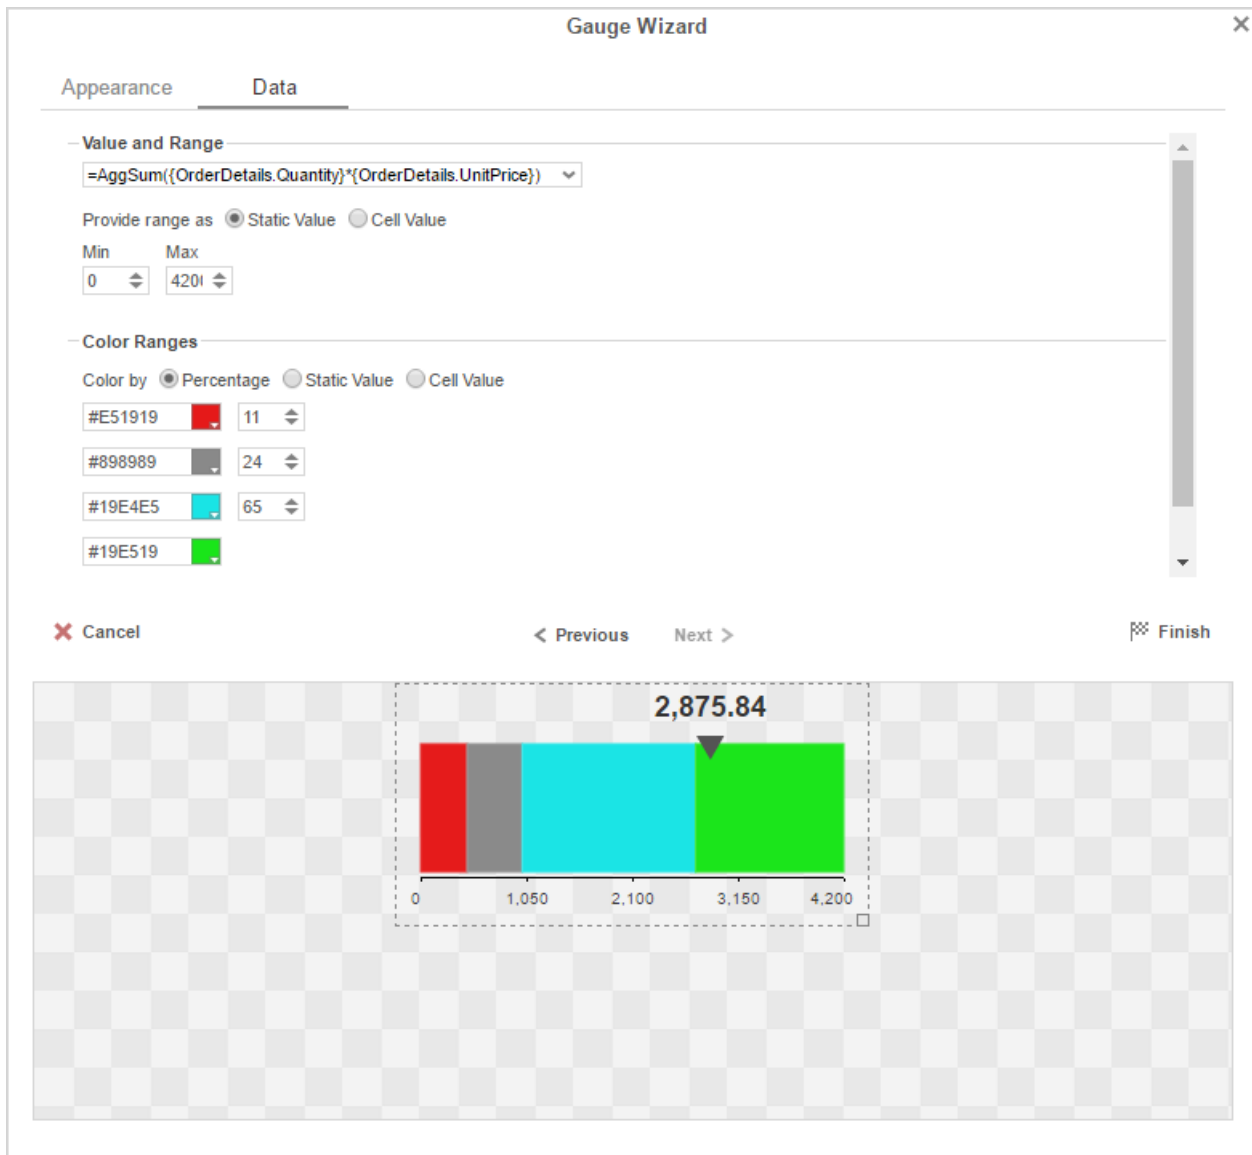 Gauge Wizard
Appearance Data
Value and Range
=AggSum({OrderDetails.Quantity}*{OrderDetails.UnitPrice})
Provide range as Static Value Cell Value
Min Max
0 420
Color Ranges
Color by Percentage Static Value Cell Value
#E51919 11
#898989 24
#19E4E5 65
#19E519
Cancel < Previous Next > Finish
2,875.84
0 1,050 2,100 3,150 4,200